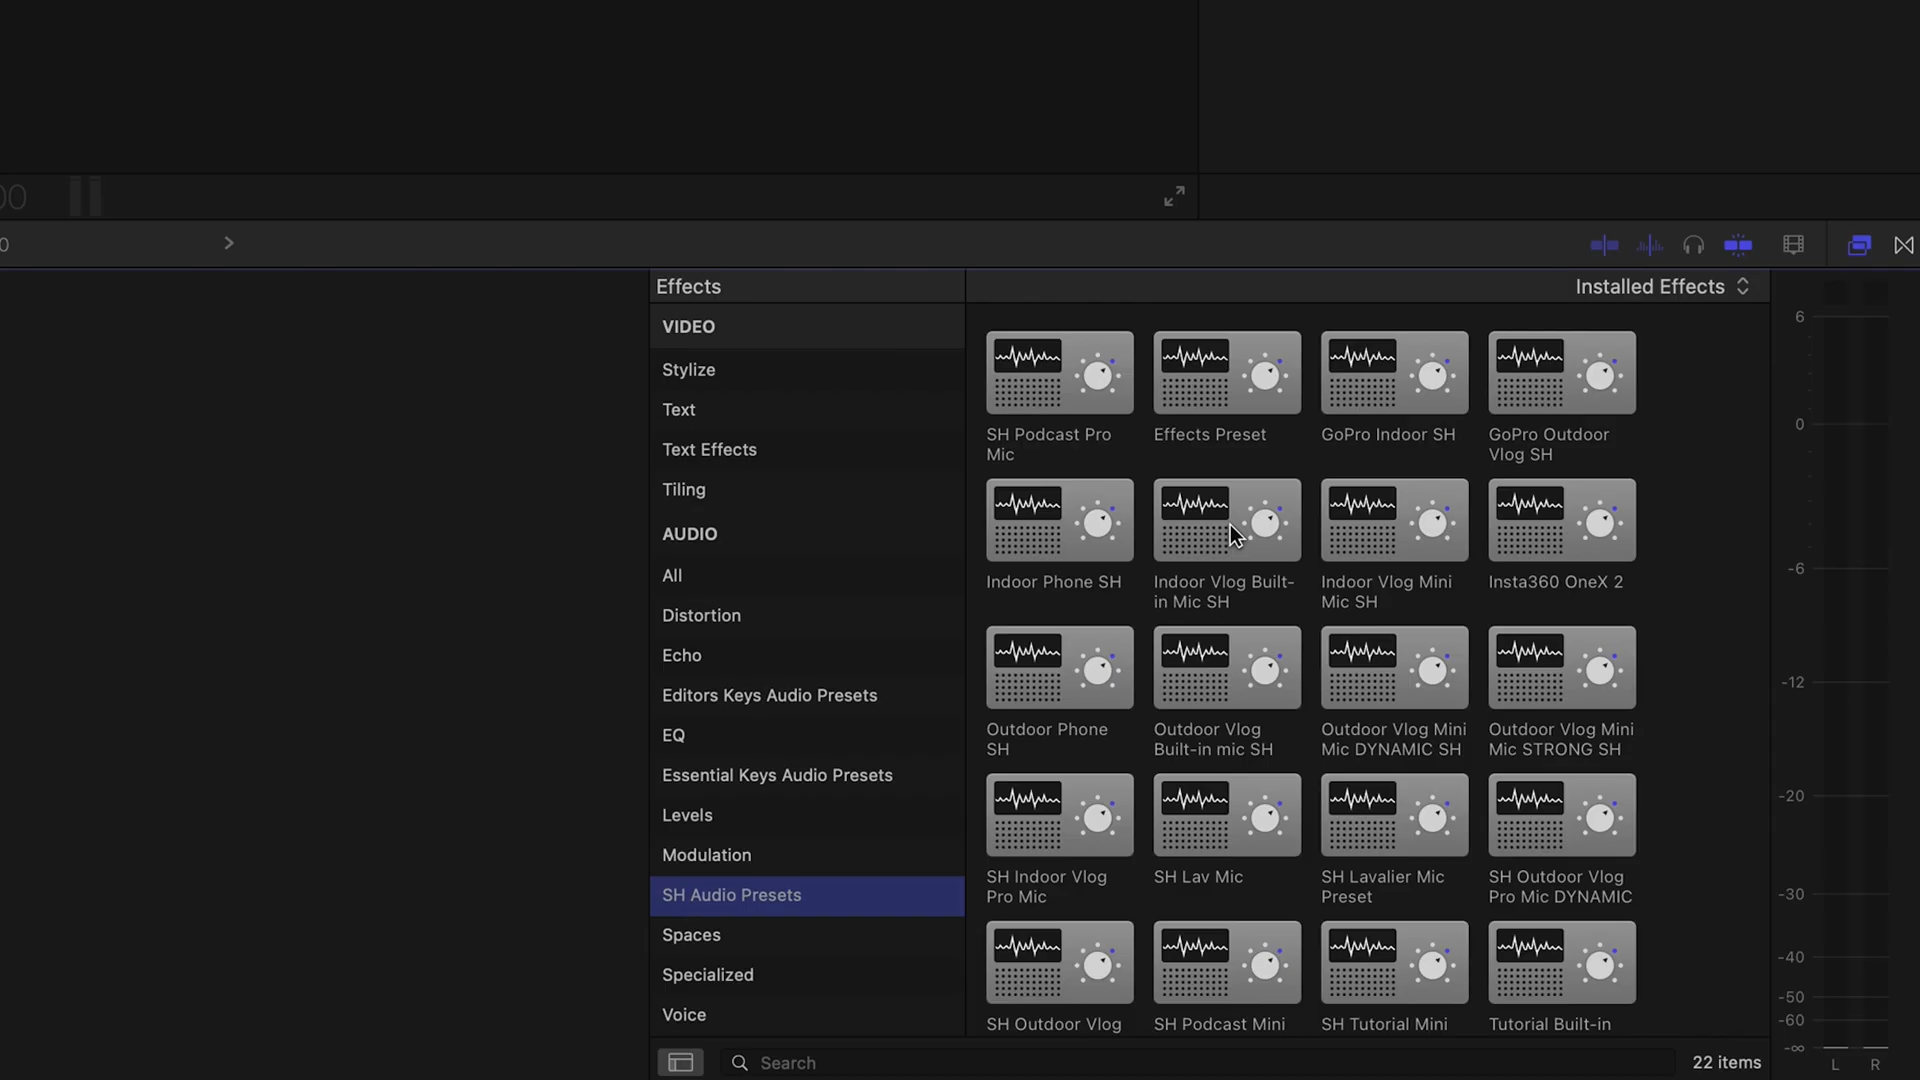 00
0
Effects
Installed Effects
VIDEO
Stylize
Text
Text Effects
Tiling
AUDIO
All
Distortion
Echo
Editors Keys Audio Presets
EQ
Essential Keys Audio Presets
Levels
Modulation
SH Audio Presets
Spaces
Specialized
Voice
SH Podcast Pro
Mic
Effects Preset
GoPro Indoor SH
GoPro Outdoor
Vlog SH
Indoor Phone SH
Indoor Vlog Built-
in Mic SH
Indoor Vlog Mini
Mic SH
Insta360 OneX 2
Outdoor Phone
SH
Outdoor Vlog
Built-in mic SH
Outdoor Vlog Mini
Mic DYNAMIC SH
Outdoor Vlog Mini
Mic STRONG SH
SH Indoor Vlog
Pro Mic
SH Lav Mic
SH Lavalier Mic
Preset
SH Outdoor Vlog
Pro Mic DYNAMIC
SH Outdoor Vlog
SH Podcast Mini
SH Tutorial Mini
Tutorial Built-in
Search
22 items
6
0
-6
-12
-20
-30
-40
-50
-60
-∞
L R